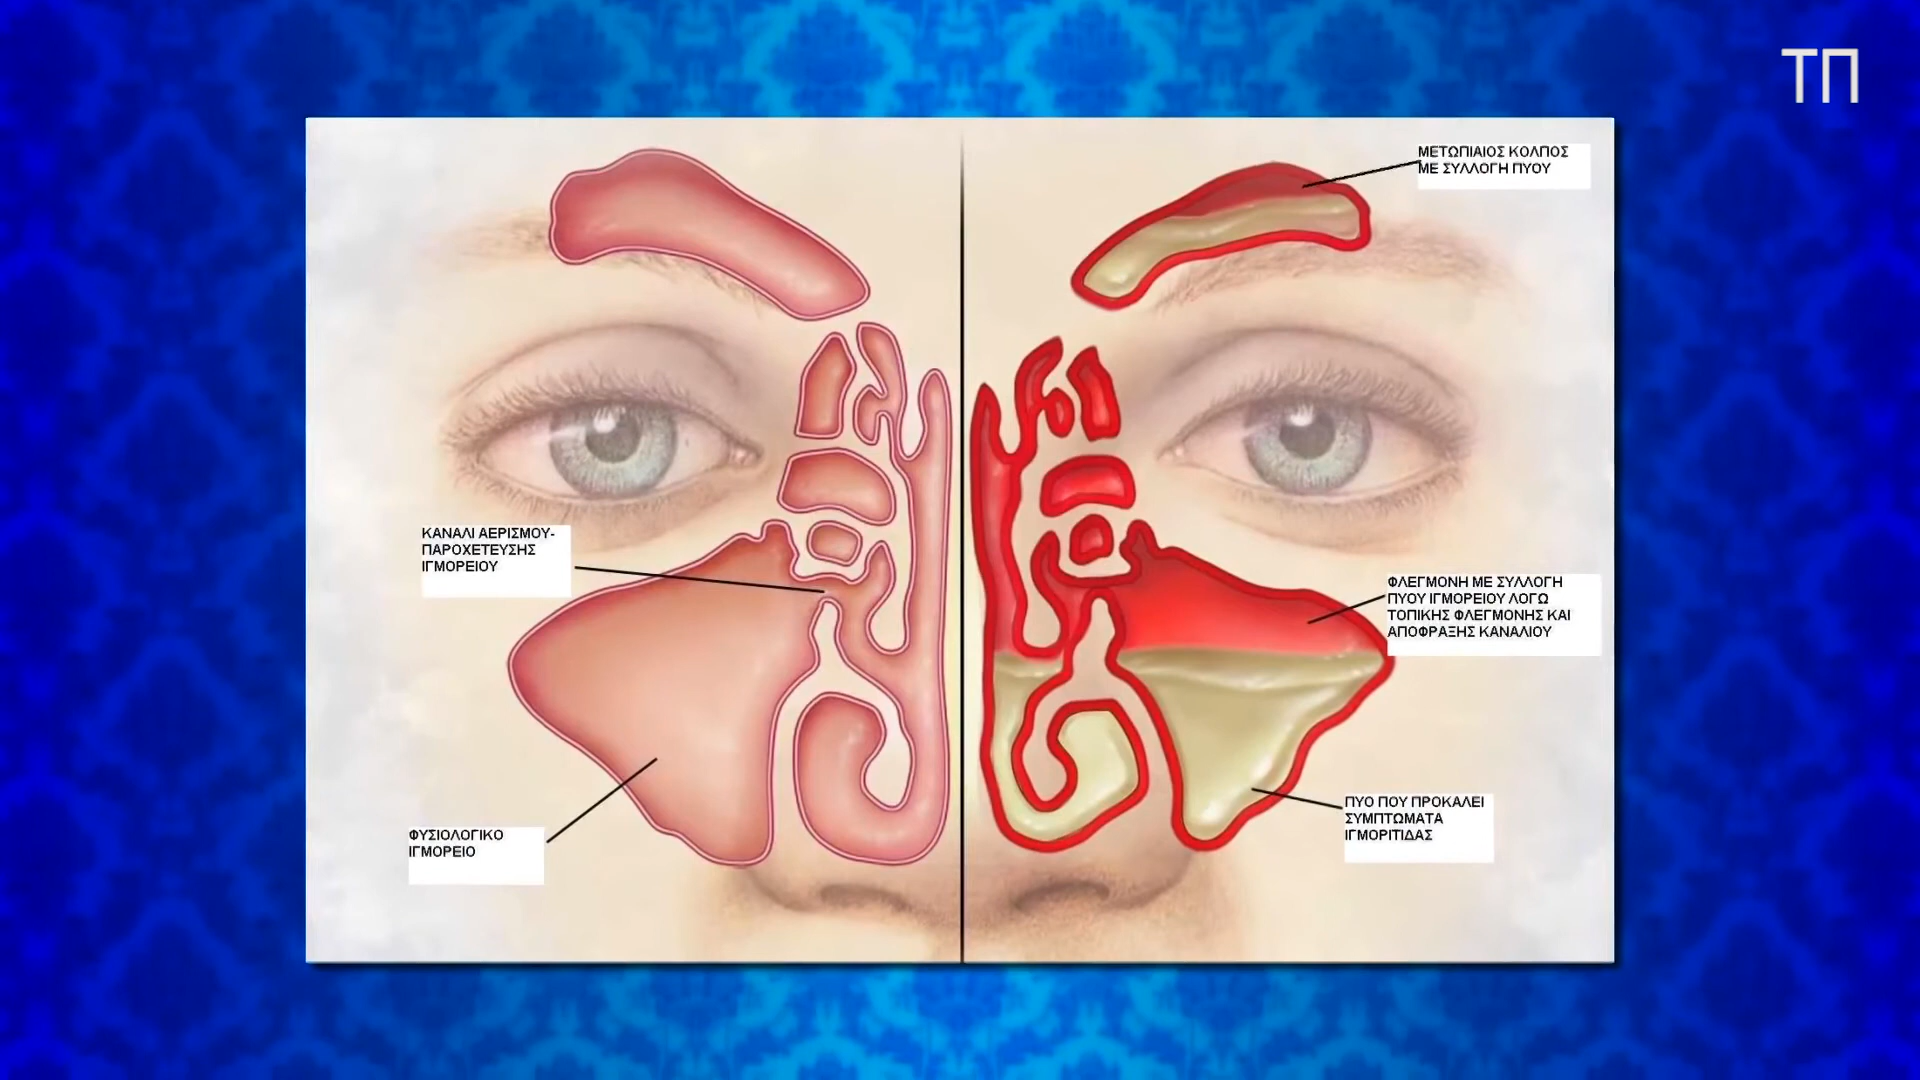 ΤΠ
ΜΕΤΩΠΙΑΙΟΣ ΚΟΛΠΟΣ
ΜΕ ΣΥΛΛΟΓΗ ΠΥΟΥ
ΚΑΝΑΛΙ ΑΕΡΙΣΜΟΥ-
ΠΑΡΟΧΕΤΕΥΣΗΣ
ΙΓΜΟΡΕΙΟΥ
ΦΛΕΓΜΟΝΗ ΜΕ ΣΥΛΛΟΓΗ
ΠΥΟΥ ΙΓΜΟΡΕΙΟΥ ΛΟΓΩ
ΤΟΠΙΚΗΣ ΦΛΕΓΜΟΝΗΣ ΚΑΙ
ΑΠΟΦΡΑΞΗΣ ΚΑΝΑΛΙΟΥ
ΦΥΣΙΟΛΟΓΙΚΟ
ΙΓΜΟΡΕΙΟ
ΠΥΟ ΠΟΥ ΠΡΟΚΑΛΕΙ
ΣΥΜΠΤΩΜΑΤΑ
ΙΓΜΟΡΙΤΙΔΑΣ